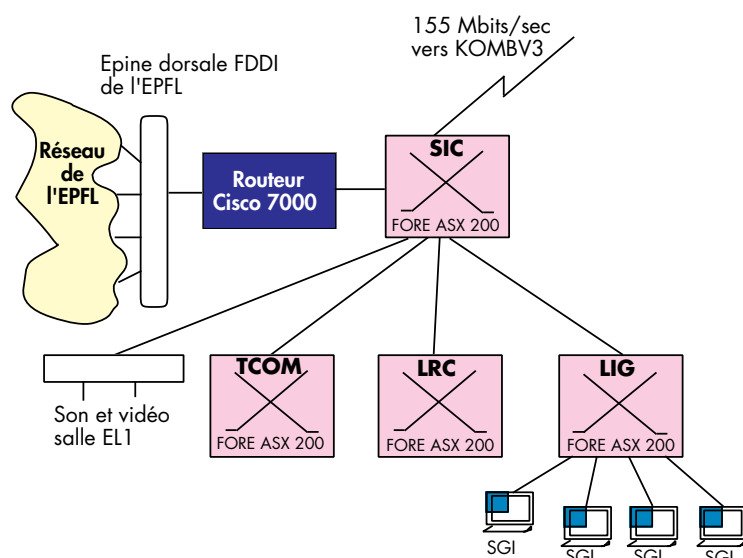 155 Mbits/sec
vers KOMBV3
Epine dorsale FDDI
de l'EPFL
Réseau
de
l'EPFL
Routeur
Cisco 7000
SIC
FORE ASX 200
Son et vidéo
salle EL1
TCOM
FORE ASX 200
LRC
FORE ASX 200
LIG
FORE ASX 200
SGI
SGI
SGI
SGI